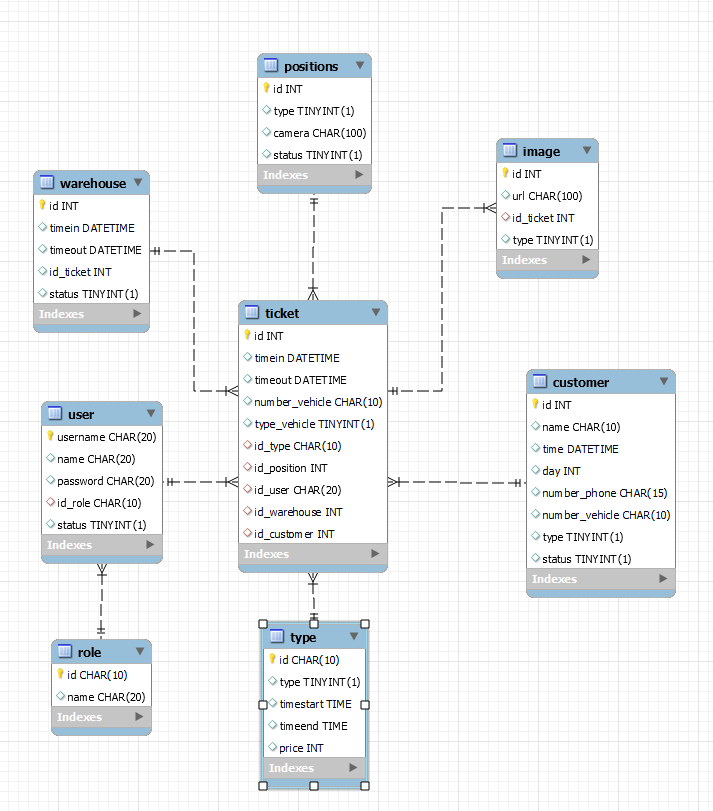 positions
id INT
type TINYINT(1)
camera CHAR(100)
status TINYINT(1)
Indexes
image
id INT
url CHAR(100)
id_ticket INT
type TINYINT(1)
Indexes
warehouse
id INT
timein DATETIME
timeout DATETIME
id_ticket INT
status TINYINT(1)
Indexes
ticket
id INT
timein DATETIME
timeout DATETIME
number_vehicle CHAR(10)
type_vehicle TINYINT(1)
id_type CHAR(10)
id_position INT
id_user CHAR(20)
id_warehouse INT
id_customer INT
Indexes
customer
id INT
name CHAR(10)
time DATETIME
day INT
number_phone CHAR(15)
number_vehicle CHAR(10)
type TINYINT(1)
status TINYINT(1)
Indexes
user
username CHAR(20)
name CHAR(20)
password CHAR(20)
id_role CHAR(10)
status TINYINT(1)
Indexes
role
id CHAR(10)
name CHAR(20)
Indexes
type
id CHAR(10)
type TINYINT(1)
timestart TIME
timeend TIME
price INT
Indexes